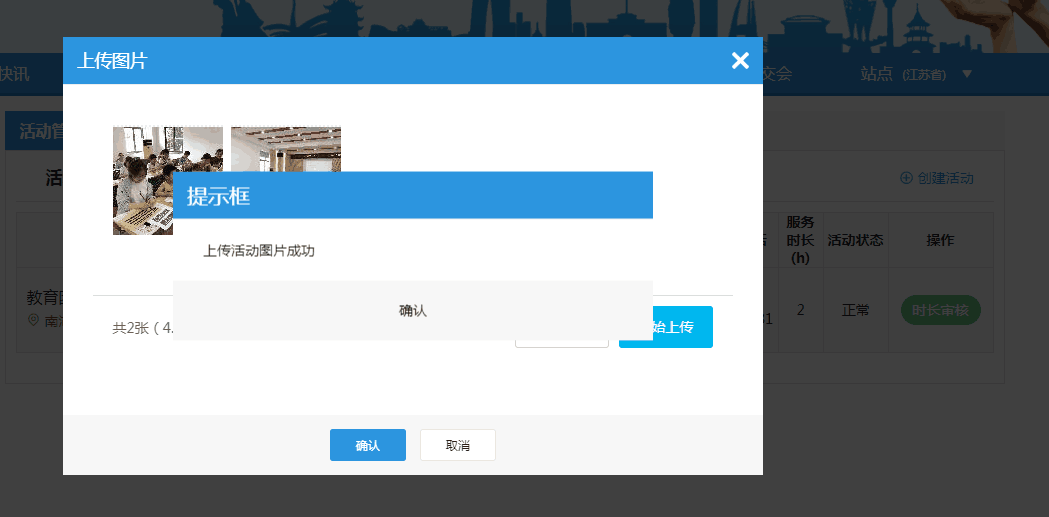 上传图片
快讯
交会
站点 (江苏省)
活动管
活
创建活动
服务
时长
(h)
活动状态
操作
教育
南
31
2
正常
时长审核
提示框
上传活动图片成功
确认
共2张 ( 4.
始上传
确认
取消